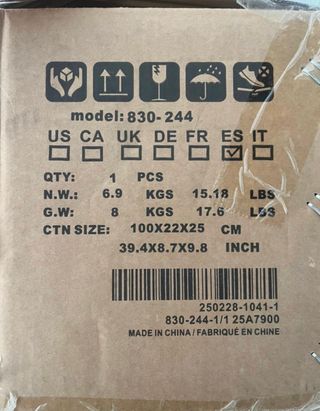 model: 830-244
US CA UK DE FR ES IT
QTY: 1 PCS
N.W.: 6.9 KGS 15.18 LBS
G.W: 8 KGS 17.6 LBS
CTN SIZE: 100X22X25 CM
39.4X8.7X9.8 INCH
250228-1041-1
830-244-1/1 25A7900
MADE IN CHINA / FABRIQUÉ EN CHINE